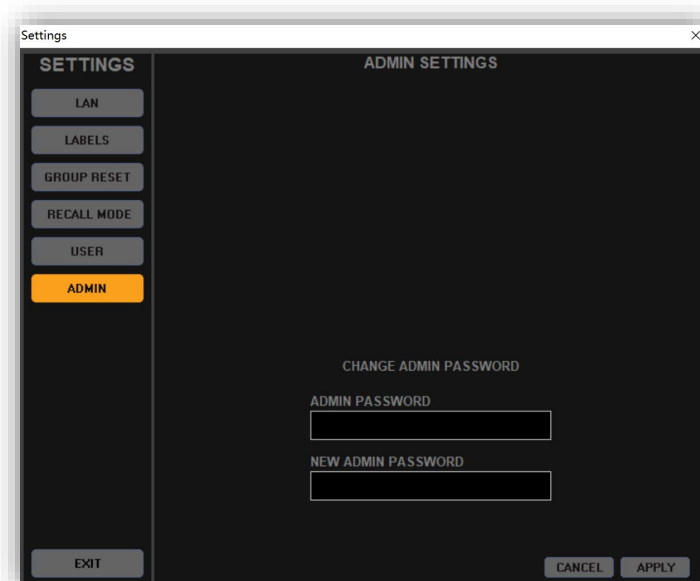 Settings
SETTINGS
LAN
LABELS
GROUP RESET
RECALL MODE
USER
ADMIN
EXIT
ADMIN SETTINGS
CHANGE ADMIN PASSWORD
ADMIN PASSWORD
NEW ADMIN PASSWORD
CANCEL
APPLY